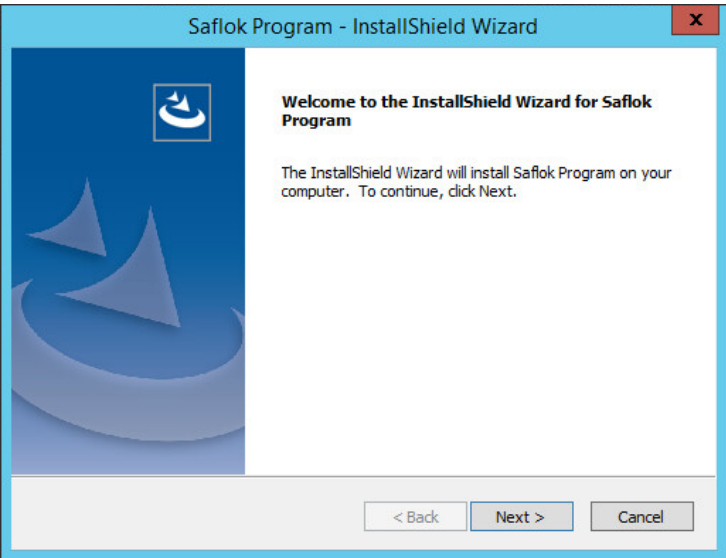 Saflok Program - InstallShield Wizard
x
Welcome to the InstallShield Wizard for Saflok
Program
The InstallShield Wizard will install Saflok Program on your
computer. To continue, click Next.
< Back
Next >
Cancel